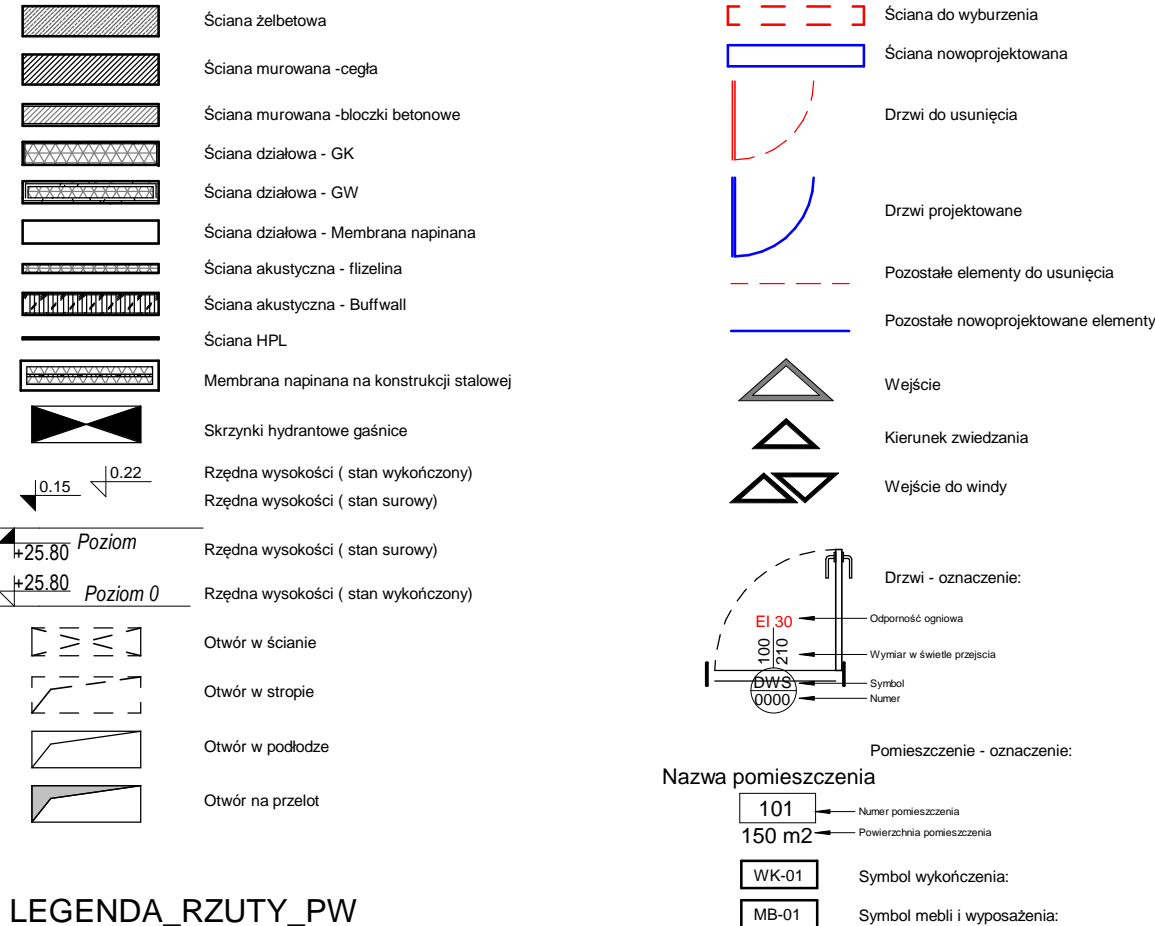 Ściana żelbetowa
Ściana murowana -cegła
Ściana murowana -bloczki betonowe
Ściana działowa - GK
Ściana działowa - GW
Ściana działowa - Membrana napinana
Ściana akustyczna - flizelina
Ściana akustyczna - Buffwall
Ściana HPL
Membrana napinana na konstrukcji stalowej
Skrzynki hydrantowe gaśnice
0.22
Rzędna wysokości ( stan wykończony)
0.15
Rzędna wysokości ( stan surowy)
+25.80 Poziom
Rzędna wysokości ( stan surowy)
+25.80 Poziom 0
Rzędna wysokości ( stan wykończony)
Otwór w ścianie
Otwór w stropie
Otwór w podłodze
Otwór na przelot
LEGENDA_RZUTY_PW
Ściana do wyburzenia
Ściana nowoprojektowana
Drzwi do usunięcia
Drzwi projektowane
Pozostałe elementy do usunięcia
Pozostałe nowoprojektowane elementy
Wejście
Kierunek zwiedzania
Wejście do windy
Drzwi - oznaczenie:
EI 30
Odporność ogniowa
100
210
Wymiar w świetle przejscia
DWS
Symbol
0000
Numer
Pomieszczenie - oznaczenie:
Nazwa pomieszczenia
101
Numer pomieszczenia
150 m2
Powierzchnia pomieszczenia
WK-01
Symbol wykończenia:
MB-01
Symbol mebli i wyposażenia: